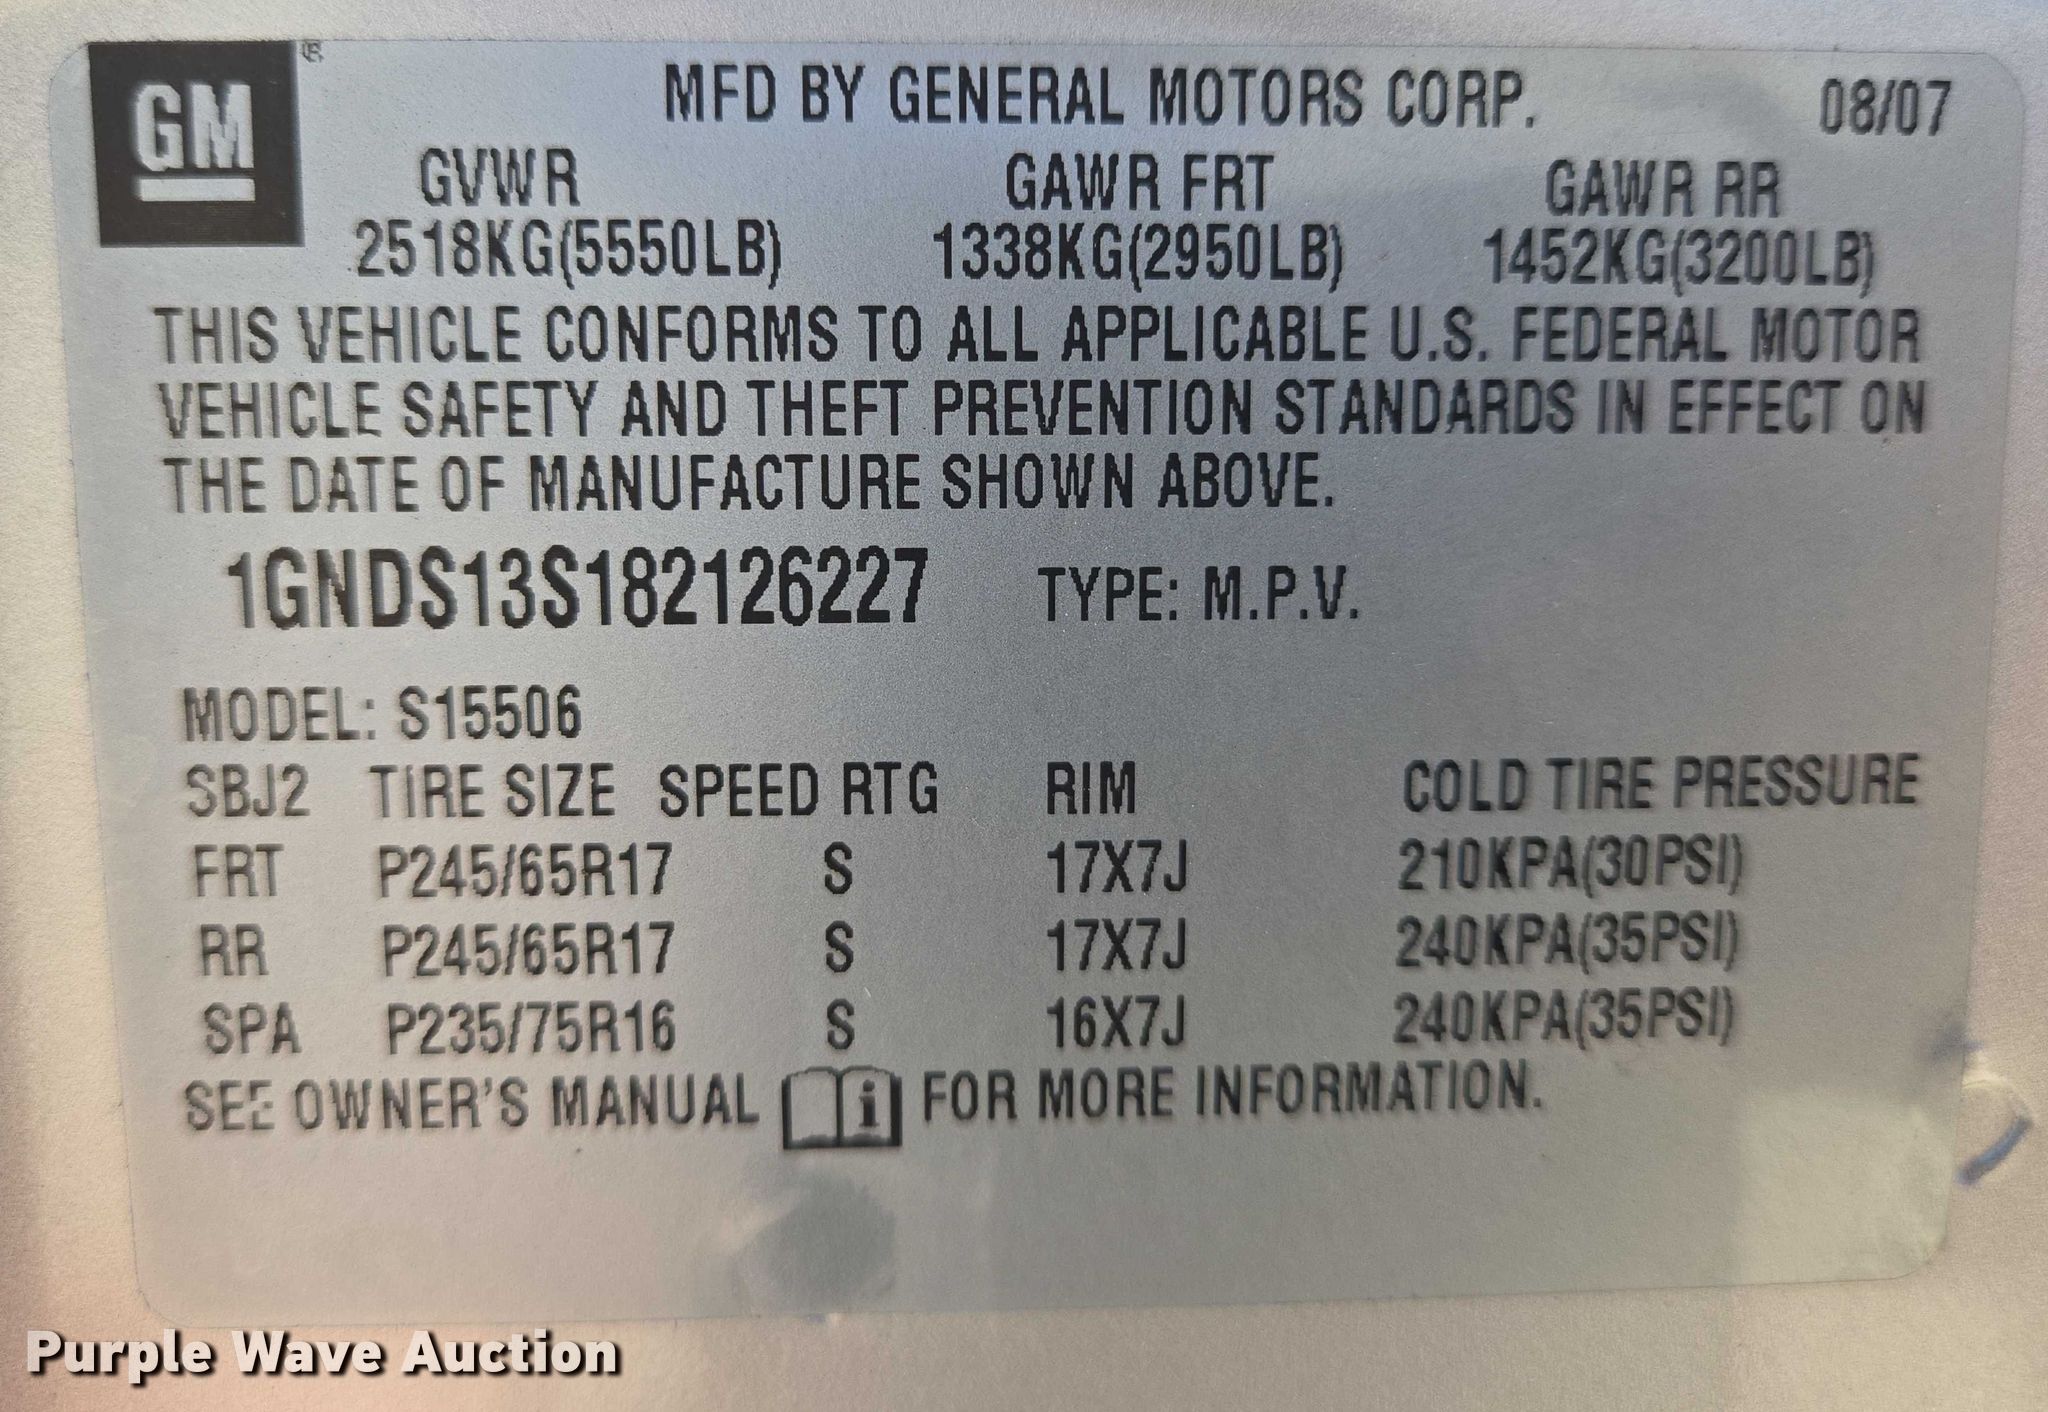 GM ® MFD BY GENERAL MOTORS CORP. 08/07
GVWR GAWR FRT GAWR RR
2518KG(5550LB) 1338KG(2950LB) 1452KG(3200LB)
THIS VEHICLE CONFORMS TO ALL APPLICABLE U.S. FEDERAL MOTOR
VEHICLE SAFETY AND THEFT PREVENTION STANDARDS IN EFFECT ON
THE DATE OF MANUFACTURE SHOWN ABOVE.
1GNDS13S182126227 TYPE: M.P.V.
MODEL: S15506
SBJ2 TIRE SIZE SPEED RTG RIM COLD TIRE PRESSURE
FRT P245/65R17 S 17X7J 210KPA(30PSI)
RR P245/65R17 S 17X7J 240KPA(35PSI)
SPA P235/75R16 S 16X7J 240KPA(35PSI)
SEE OWNER'S MANUAL i FOR MORE INFORMATION.
Purple Wave Auction